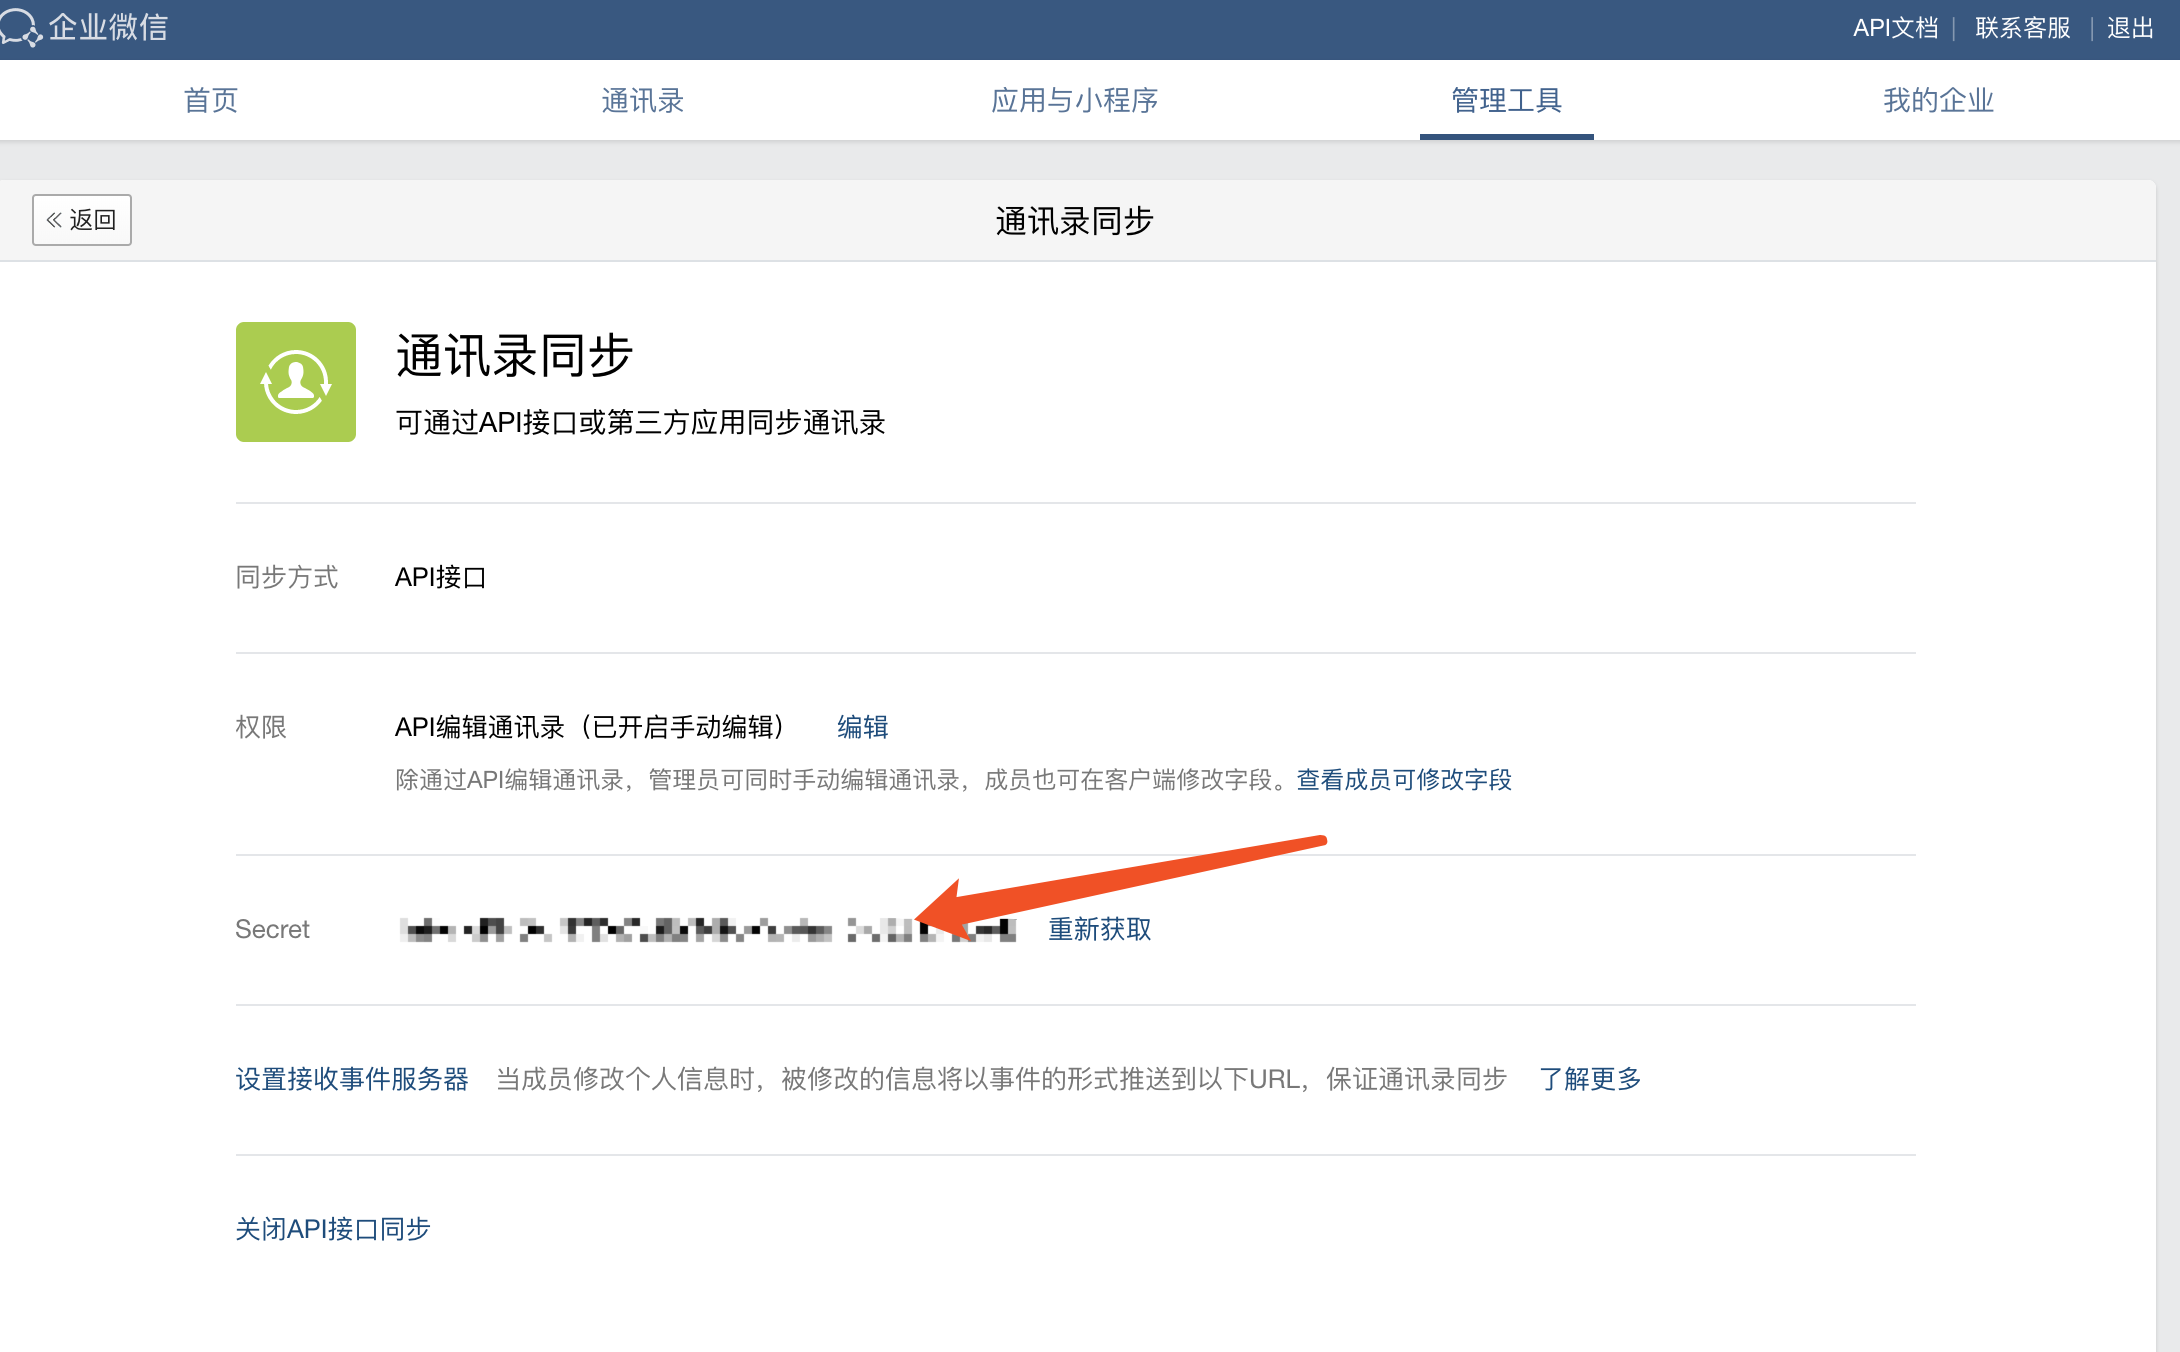 企业微信
API文档 | 联系客服 | 退出
首页 通讯录 应用与小程序 管理工具 我的企业
« 返回
通讯录同步
通讯录同步
可通过API接口或第三方应用同步通讯录
同步方式 API接口
权限 API编辑通讯录（已开启手动编辑） 编辑
除通过API编辑通讯录，管理员可同时手动编辑通讯录，成员也可在客户端修改字段。查看成员可修改字段
Secret 重新获取
设置接收事件服务器 当成员修改个人信息时，被修改的信息将以事件的形式推送到以下URL，保证通讯录同步 了解更多
关闭API接口同步